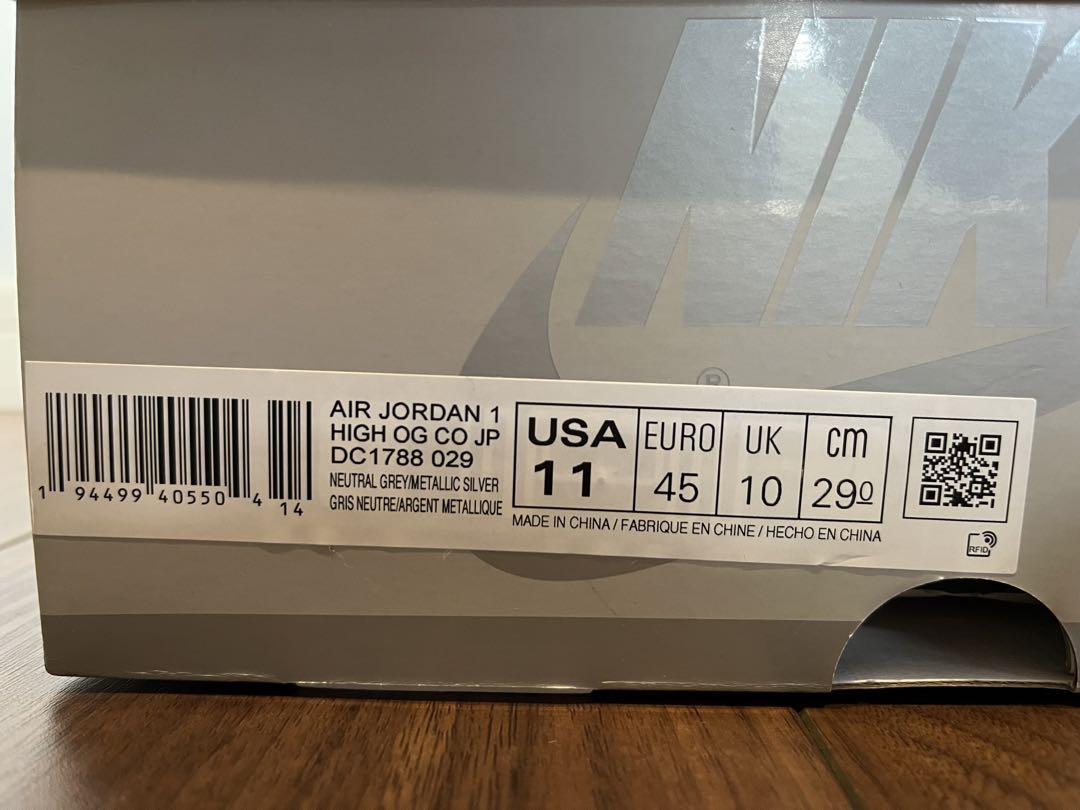 NIK
®
AIR JORDAN 1
HIGH OG CO JP
DC1788 029
NEUTRAL GREY/METALLIC SILVER
GRIS NEUTRE/ARGENT METALLIQUE
1 94499 40550 4 14
USA 11
EURO 45
UK 10
cm 290
MADE IN CHINA / FABRIQUE EN CHINE / HECHO EN CHINA
RFID